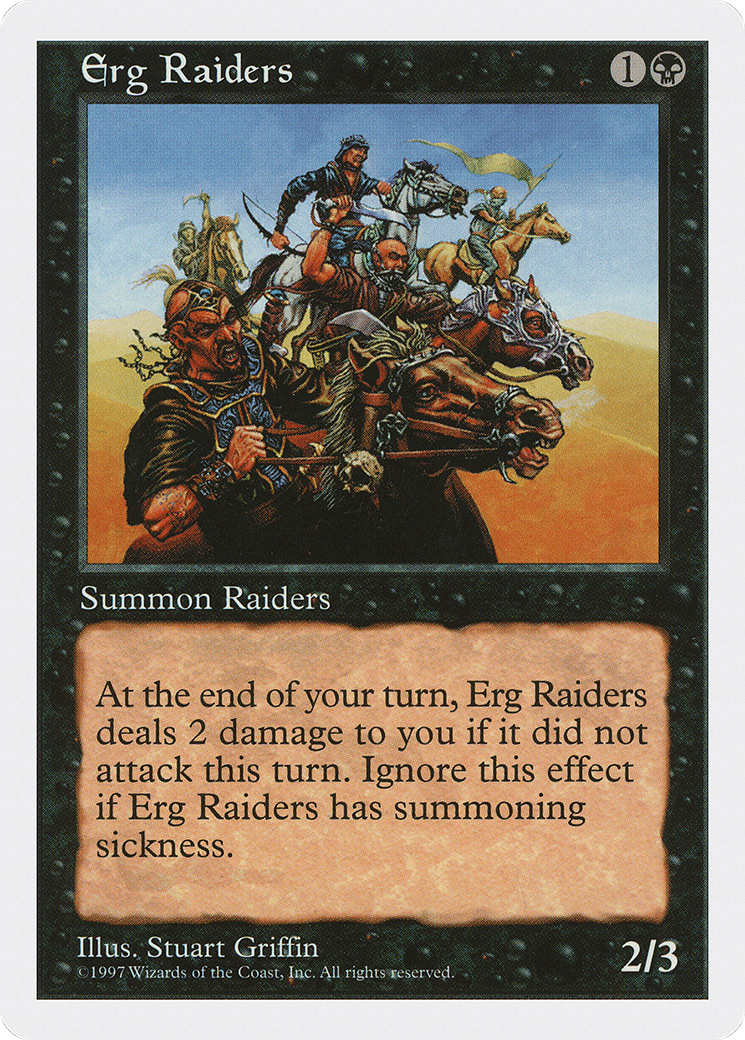 Erg Raiders 1
Summon Raiders
At the end of your turn, Erg Raiders
deals 2 damage to you if it did not
attack this turn. Ignore this effect
if Erg Raiders has summoning
sickness.
Illus. Stuart Griffin
©1997 Wizards of the Coast, Inc. All rights reserved.
2/3